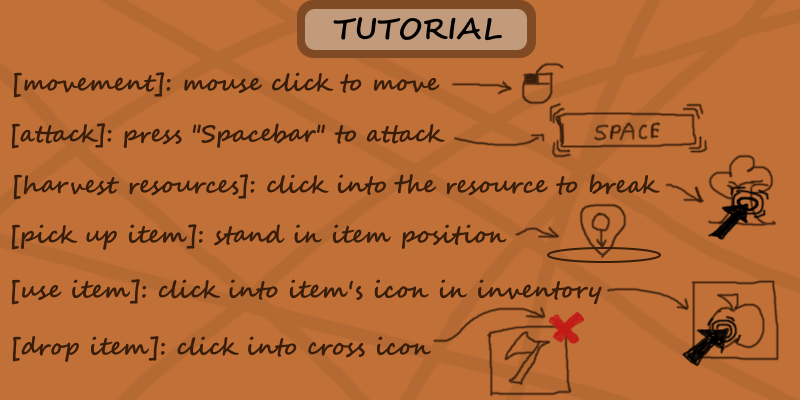 TUTORIAL
[movement]: mouse click to move
[attack]: press "Spacebar" to attack
SPACE
[harvest resources]: click into the resource to break
[pick up item]: stand in item position
[use item]: click into item's icon in inventory
[drop item]: click into cross icon